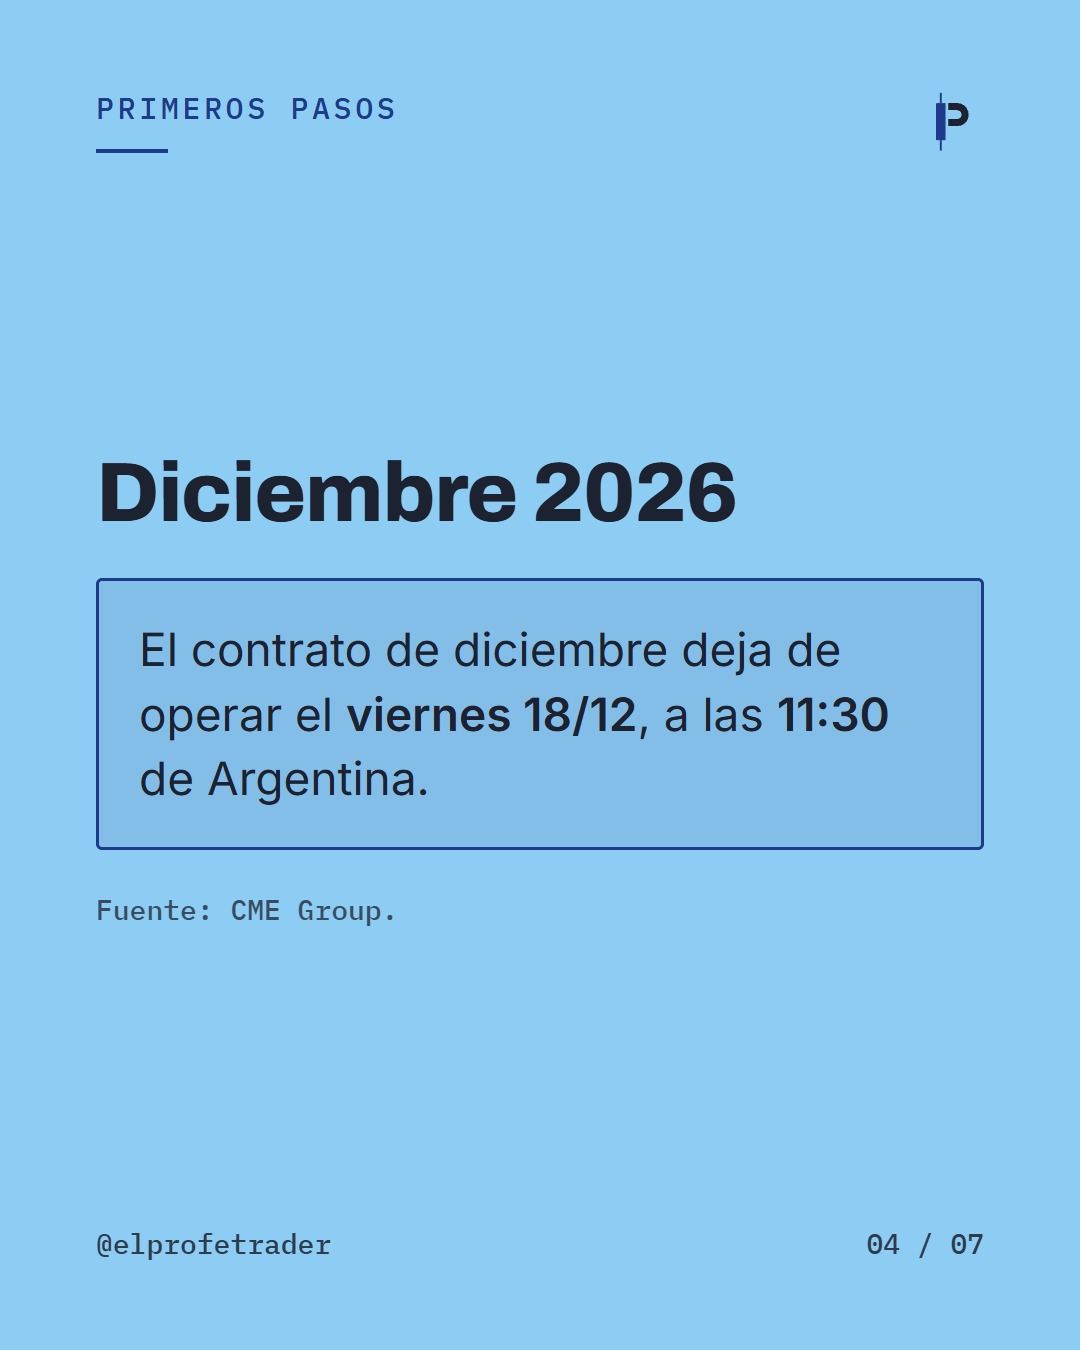 PRIMEROS PASOS
Diciembre 2026
El contrato de diciembre deja de
operar el viernes 18/12, a las 11:30
de Argentina.
Fuente: CME Group.
@elprofetrader
04 / 07